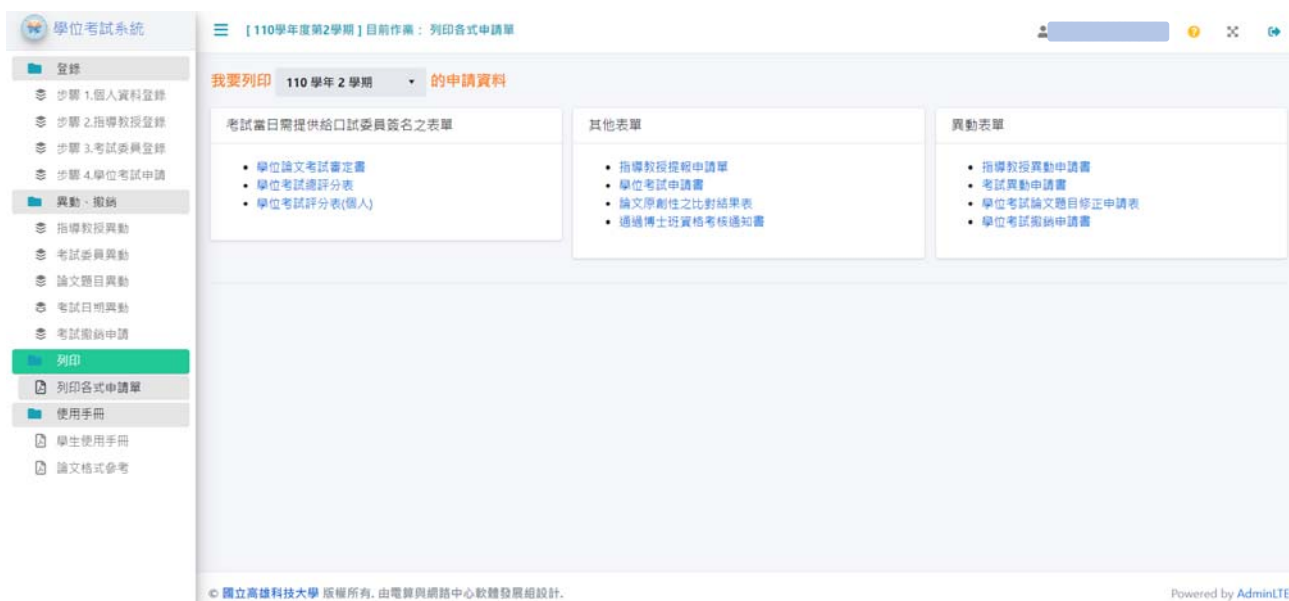 學位考試系統
[ 110學年度第2學期 ] 目前作業： 列印各式申請單
登錄
步驟 1.個人資料登錄
步驟 2.指導教授登錄
步驟 3.考試委員登錄
步驟 4.學位考試申請
異動、撤銷
指導教授異動
考試委員異動
論文題目異動
考試日期異動
考試撤銷申請
列印
列印各式申請單
使用手冊
學生使用手冊
論文格式參考
我要列印 110 學年 2 學期 的申請資料
考試當日需提供給口試委員簽名之表單
學位論文考試審定書
學位考試總評分表
學位考試評分表(個人)
其他表單
指導教授提報申請單
學位考試申請書
論文原創性之比對結果表
通過博士班資格考核通知書
異動表單
指導教授異動申請書
考試異動申請書
學位考試論文題目修正申請表
學位考試撤銷申請書
© 國立高雄科技大學 版權所有. 由電算與網路中心軟體發展組設計.
Powered by AdminLTE